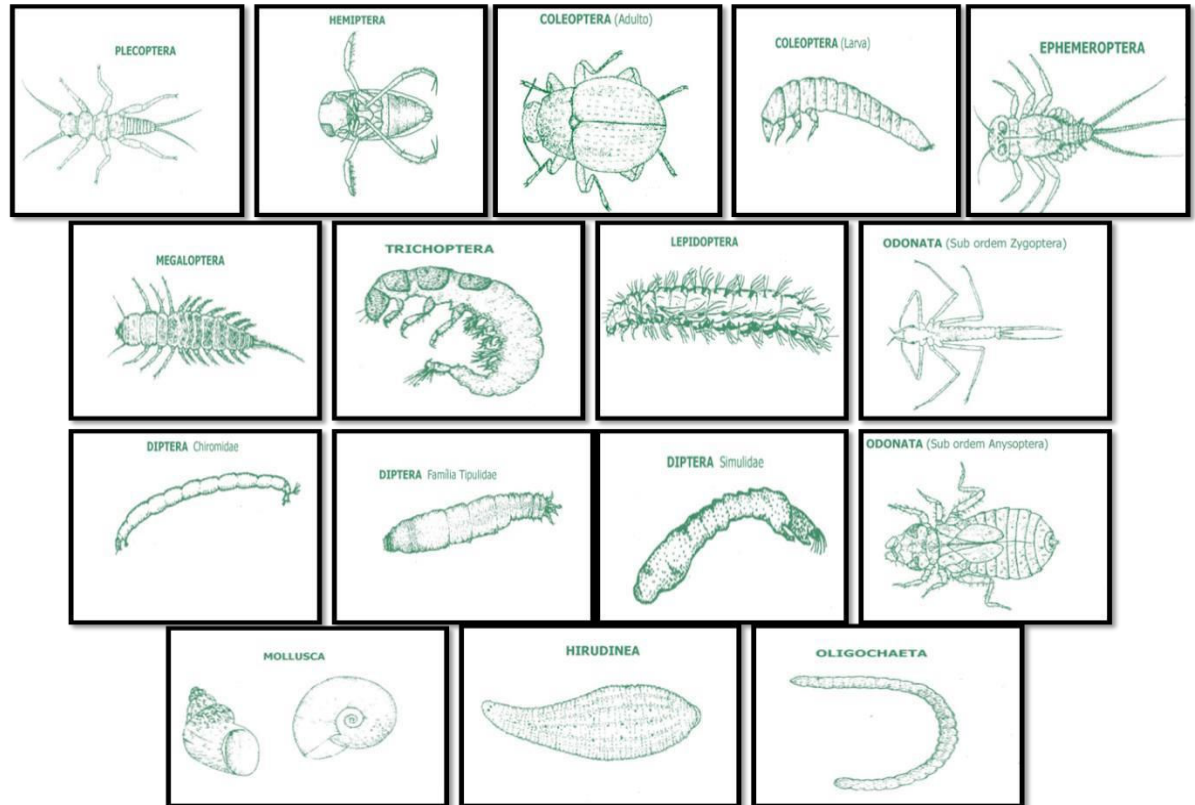 PLECOPTERA
HEMIPTERA
COLEOPTERA (Adulto)
COLEOPTERA (Larva)
EPHEMEROPTERA
MEGALOPTERA
TRICHOPTERA
LEPIDOPTERA
ODONATA (Sub ordem Zygoptera)
DIPTERA Chiromidae
DIPTERA Família Tipulidae
DIPTERA Simulidae
ODONATA (Sub ordem Anysoptera)
MOLLUSCA
HIRUDINEA
OLIGOCHAETA